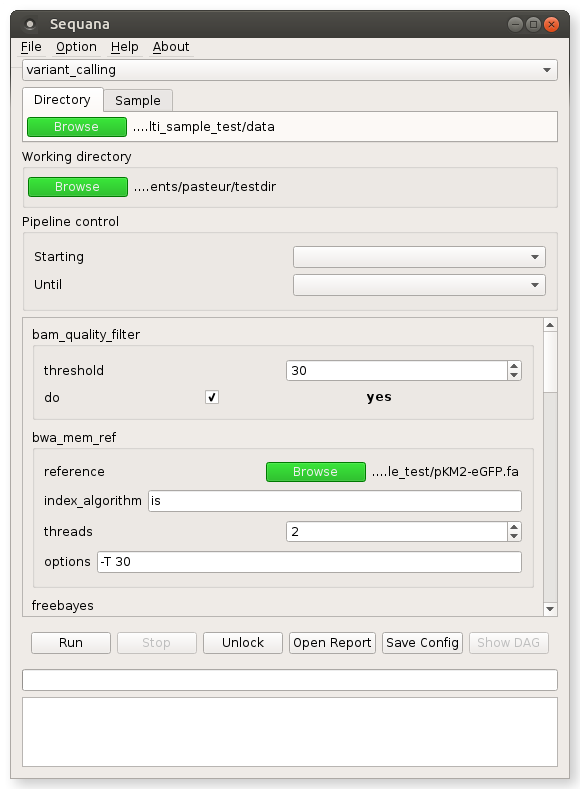 Sequana
File Option Help About
variant_calling
Directory Sample
Browse ....lti_sample_test/data
Working directory
Browse ....ents/pasteur/testdir
Pipeline control
Starting
Until
bam_quality_filter
threshold 30
do yes
bwa_mem_ref
reference Browse ....le_test/pKM2-eGFP.fa
index_algorithm is
threads 2
options -T 30
freebayes
Run Stop Unlock Open Report Save Config Show DAG